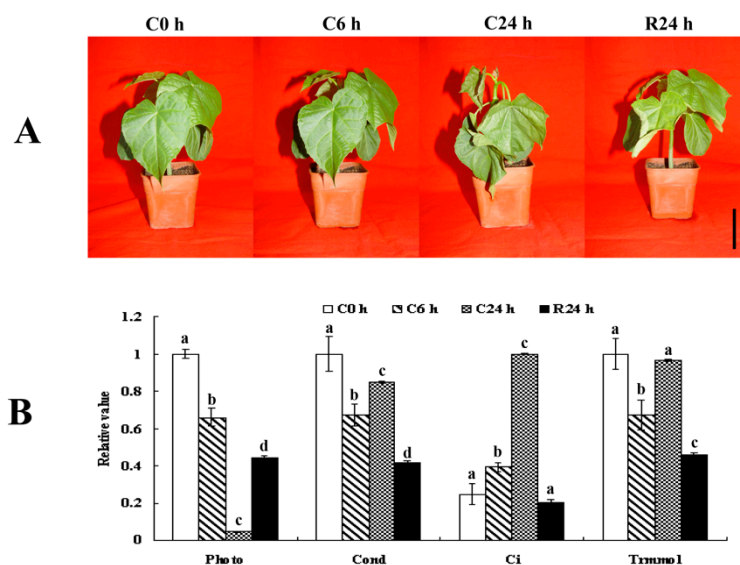 C0 h C6 h C24 h R24 h
A
B
C0 h C6 h C24 h R24 h
Relative value
1.2
1
0.8
0.6
0.4
0.2
0
a b c d
a b c d
a b c a
a b a c
Photo Cond Ci Trmmol